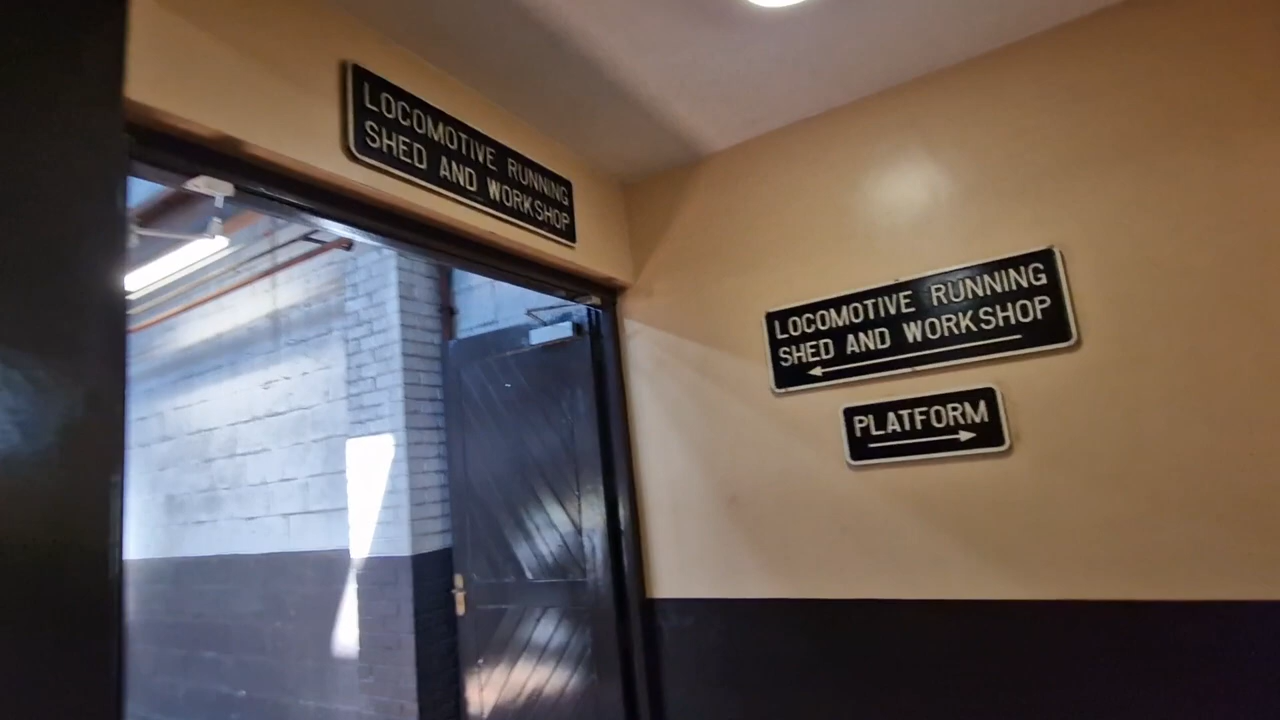 LOCOMOTIVE RUNNING
SHED AND WORKSHOP
LOCOMOTIVE RUNNING
SHED AND WORKSHOP
PLATFORM